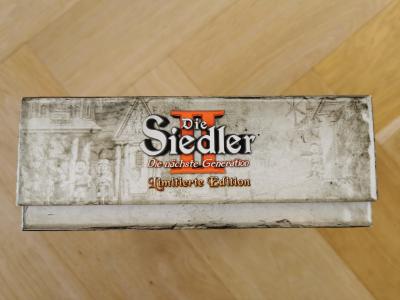 Die
Siedler
II
Die nächste Generation
Limitierte Edition